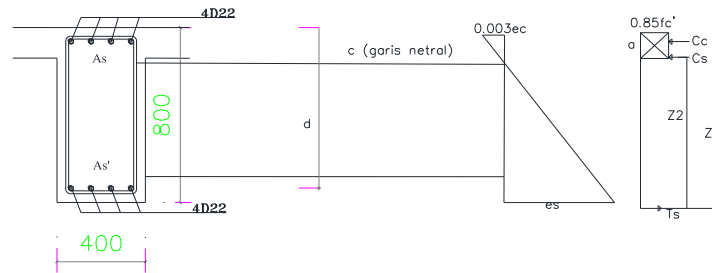 4D22
0.003ec
0.85fc'
As
c (garis netral)
a
Cc
Cs
800
d
Z2
Z
As'
4D22
es
Ts
400